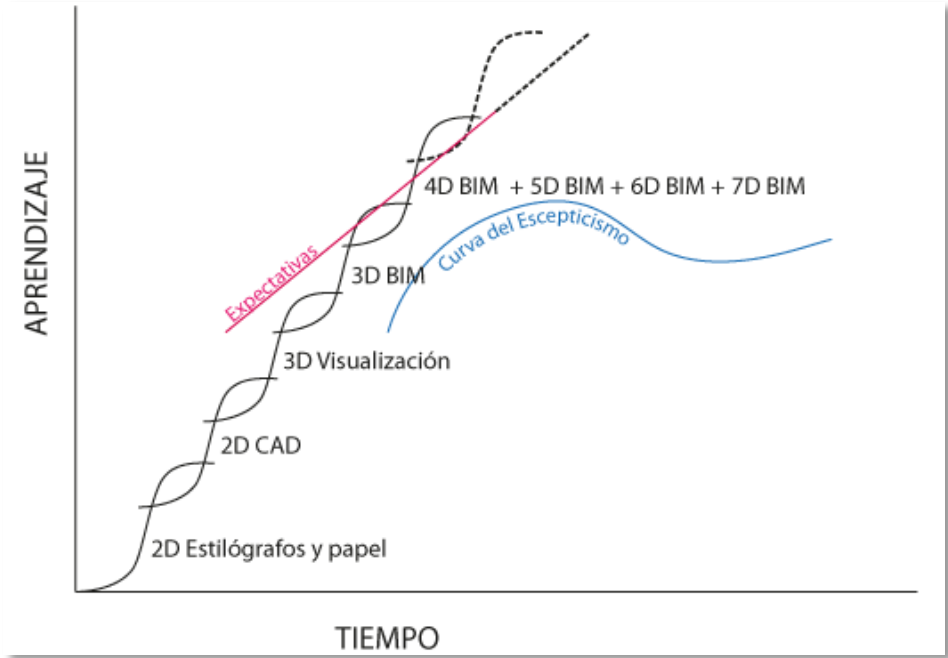 APRENDIZAJE
4D BIM + 5D BIM + 6D BIM + 7D BIM
Curva del Escepticismo
Expectativas
3D BIM
3D Visualización
2D CAD
2D Estilógrafos y papel
TIEMPO